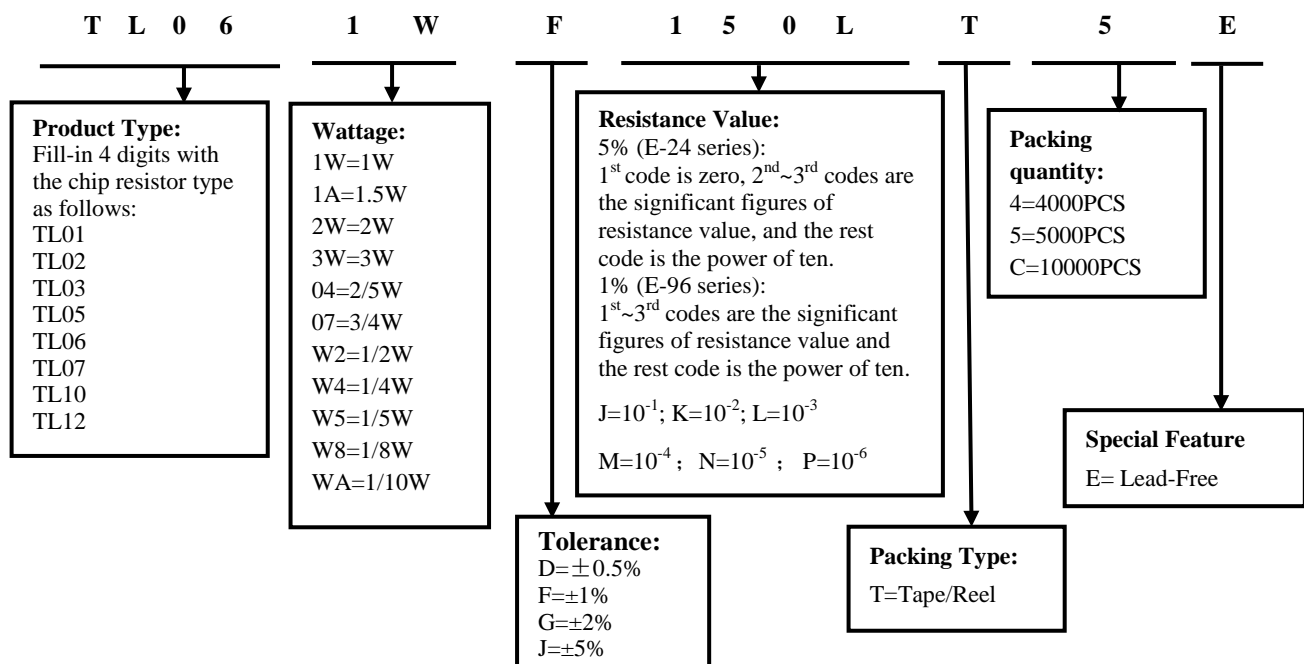 T L 0 6 1 W F 1 5 0 L T 5 E
Product Type:
Fill-in 4 digits with
the chip resistor type
as follows:
TL01
TL02
TL03
TL05
TL06
TL07
TL10
TL12
Wattage:
1W=1W
1A=1.5W
2W=2W
3W=3W
04=2/5W
07=3/4W
W2=1/2W
W4=1/4W
W5=1/5W
W8=1/8W
WA=1/10W
Tolerance:
D=±0.5%
F=±1%
G=±2%
J=±5%
Resistance Value:
5% (E-24 series):
1st code is zero, 2nd~3rd codes are
the significant figures of
resistance value, and the rest
code is the power of ten.
1% (E-96 series):
1st~3rd codes are the significant
figures of resistance value and
the rest code is the power of ten.
J=10-1; K=10-2; L=10-3
M=10-4； N=10-5 ； P=10-6
Packing Type:
T=Tape/Reel
Packing
quantity:
4=4000PCS
5=5000PCS
C=10000PCS
Special Feature
E= Lead-Free